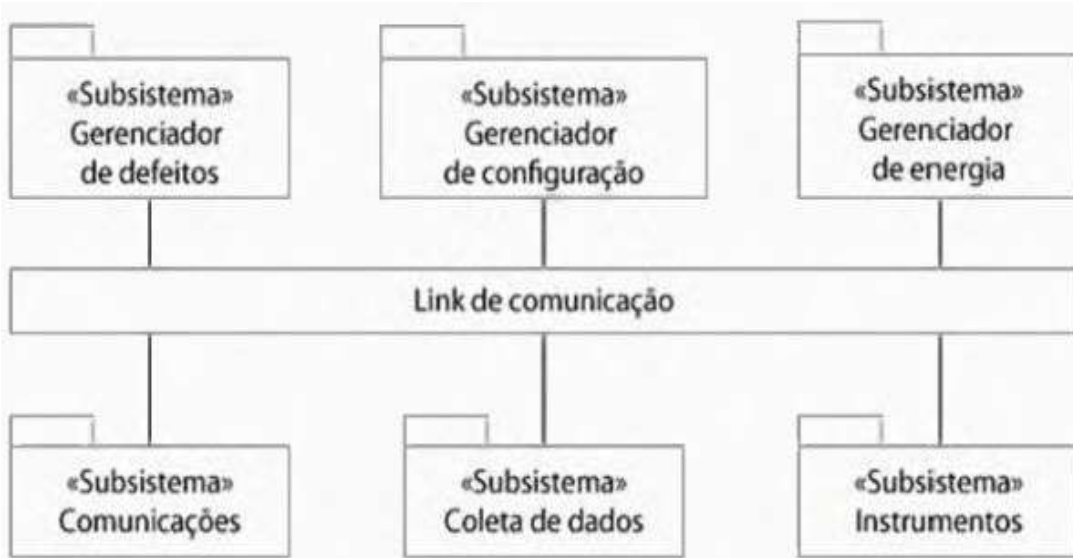 «Subsistema»
Gerenciador
de defeitos
«Subsistema»
Gerenciador
de configuração
«Subsistema»
Gerenciador
de energia
Link de comunicação
«Subsistema»
Comunicações
«Subsistema»
Coleta de dados
«Subsistema»
Instrumentos